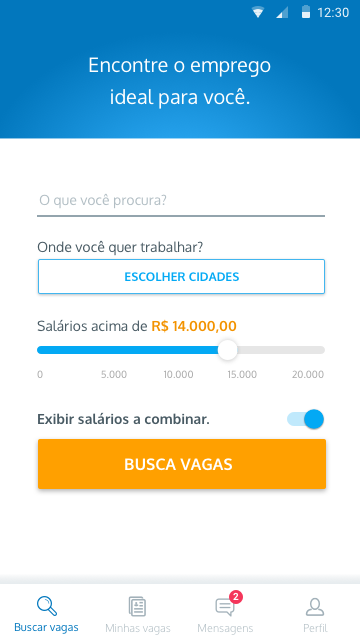 12:30
Encontre o emprego
ideal para você.
O que você procura?
Onde você quer trabalhar?
ESCOLHER CIDADES
Salários acima de R$ 14.000,00
0 5.000 10.000 15.000 20.000
Exibir salários a combinar.
BUSCA VAGAS
2
Buscar vagas Minhas vagas Mensagens Perfil